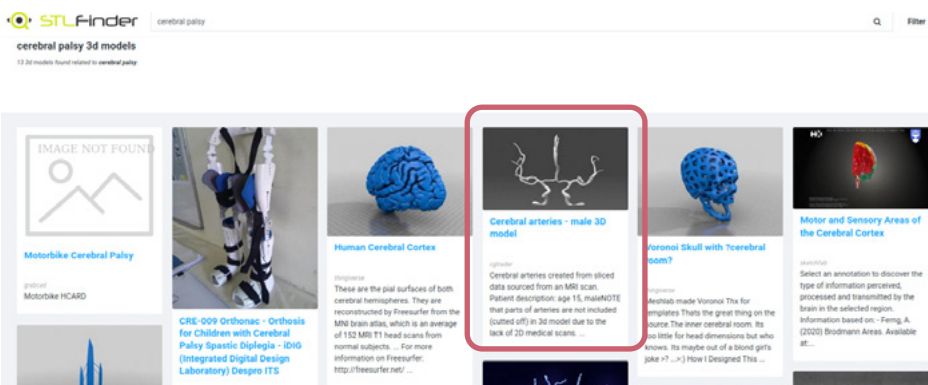 STLFinder
cerebral palsy
Filter
cerebral palsy 3d models
13 3d models found related to cerebral palsy.
IMAGE NOT FOUND
Motorbike Cerebral Palsy
Motorbike HCARD
CRE-009 Orthonac - Orthosis
for Children with Cerebral
Palsy Spastic Diplegia - iDIG
(Integrated Digital Design
Laboratory) Despro ITS
Human Cerebral Cortex
thingiverse
These are the pial surfaces of both
cerebral hemispheres. They are
reconstructed by Freesurfer from the
MNI brain atlas, which is an average
of 152 MRI T1 head scans from
normal subjects. ... For more
information on Freesurfer:
http://freesurfer.net/ ...
Cerebral arteries - male 3D
model
cgtrader
Cerebral arteries created from sliced
data sourced from an MRI scan.
Patient description: age 15, maleNOTE
that parts of arteries are not included
(cutted off) in 3d model due to the
lack of 2D medical scans. ...
Voronoi Skull with ?cerebral
room?
thingiverse
Meshlab made Voronoi Tha for
templates Thats the great thing on the
source.The inner cerebral room. Its
too little for head dimensions but who
knows. Its maybe out of a blond girl's
joke >? ...>:) How I Designed This ...
Motor and Sensory Areas of
the Cerebral Cortex
sketchfab
Select an annotation to discover the
type of information perceived,
processed and transmitted by the
brain in the selected region.
Information based on; - Ferng, A.
(2020) Brodmann Areas. Available
at:...